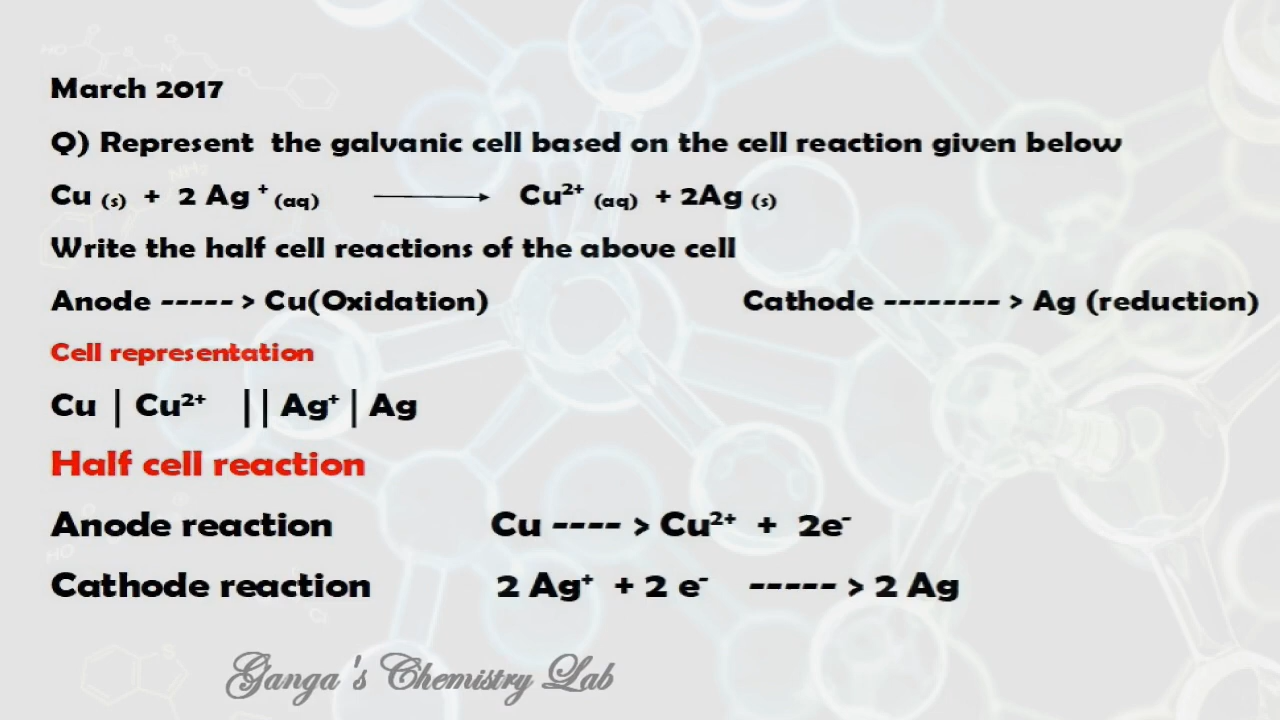 March 2017
Q) Represent the galvanic cell based on the cell reaction given below
Cu (s) + 2 Ag⁺ (aq) ⟶ Cu²⁺ (aq) + 2Ag (s)
Write the half cell reactions of the above cell
Anode ----- > Cu(Oxidation) Cathode -------- > Ag (reduction)
Cell representation
Cu | Cu²⁺ || Ag⁺ | Ag
Half cell reaction
Anode reaction Cu ---- > Cu²⁺ + 2e⁻
Cathode reaction 2 Ag⁺ + 2 e⁻ ----- > 2 Ag
Ganga's Chemistry Lab